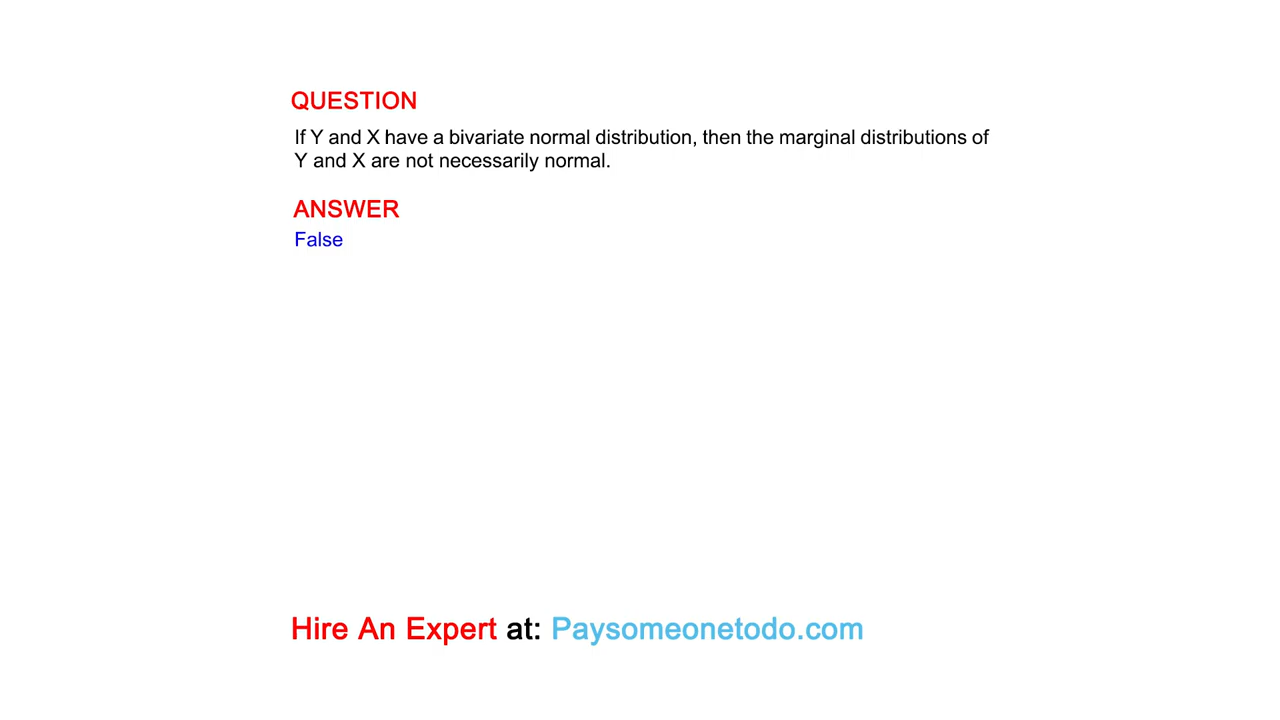 QUESTION
If Y and X have a bivariate normal distribution, then the marginal distributions of
Y and X are not necessarily normal.
ANSWER
False
Hire An Expert at: Paysomeonetodo.com